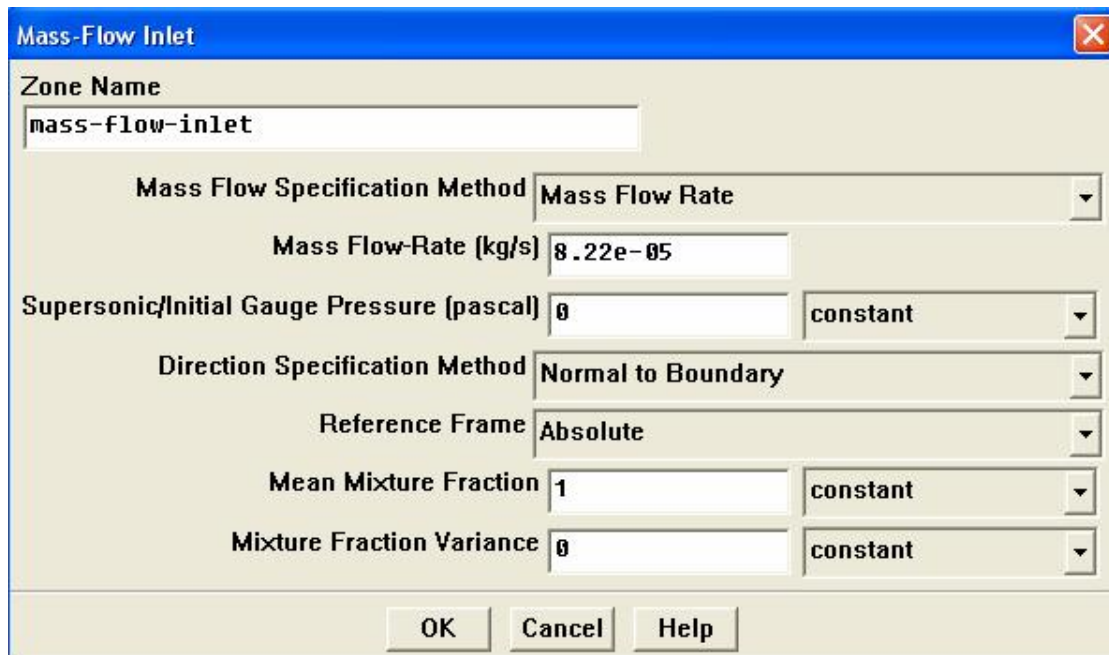 Mass-Flow Inlet
Zone Name
mass-flow-inlet
Mass Flow Specification Method Mass Flow Rate
Mass Flow-Rate (kg/s) 8.22e-05
Supersonic/Initial Gauge Pressure (pascal) 0 constant
Direction Specification Method Normal to Boundary
Reference Frame Absolute
Mean Mixture Fraction 1 constant
Mixture Fraction Variance 0 constant
OK Cancel Help